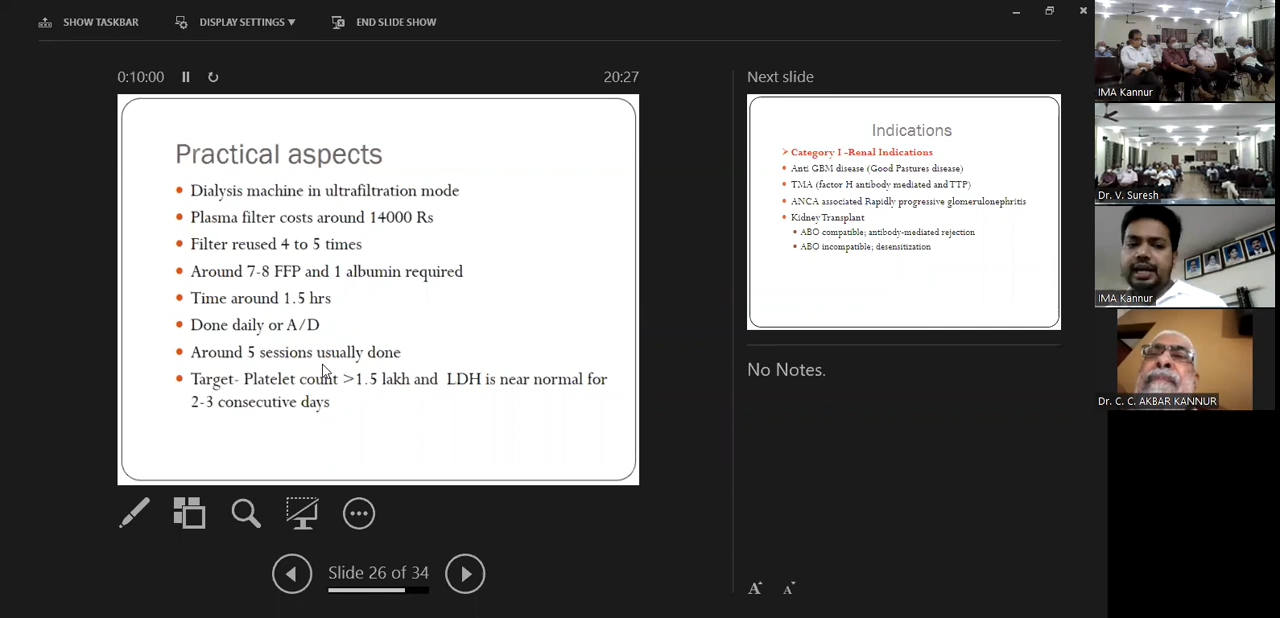 SHOW TASKBAR
DISPLAY SETTINGS ▼
END SLIDE SHOW
0:10:00
20:27
Practical aspects
• Dialysis machine in ultrafiltration mode
• Plasma filter costs around 14000 Rs
• Filter reused 4 to 5 times
• Around 7-8 FFP and 1 albumin required
• Time around 1.5 hrs
• Done daily or A/D
• Around 5 sessions usually done
• Target- Platelet count >1.5 lakh and LDH is near normal for
2-3 consecutive days
Slide 26 of 34
Next slide
Indications
➢ Category I -Renal Indications
• Anti GBM disease (Good Pastures disease)
• TMA (factor H antibody mediated and TTP)
• ANCA associated Rapidly progressive glomerulonephritis
• Kidney Transplant
• ABO compatible; antibody-mediated rejection
• ABO incompatible; desensitization
No Notes.
A A
IMA Kannur
Dr. V. Suresh
IMA Kannur
Dr. C. C. AKBAR KANNUR